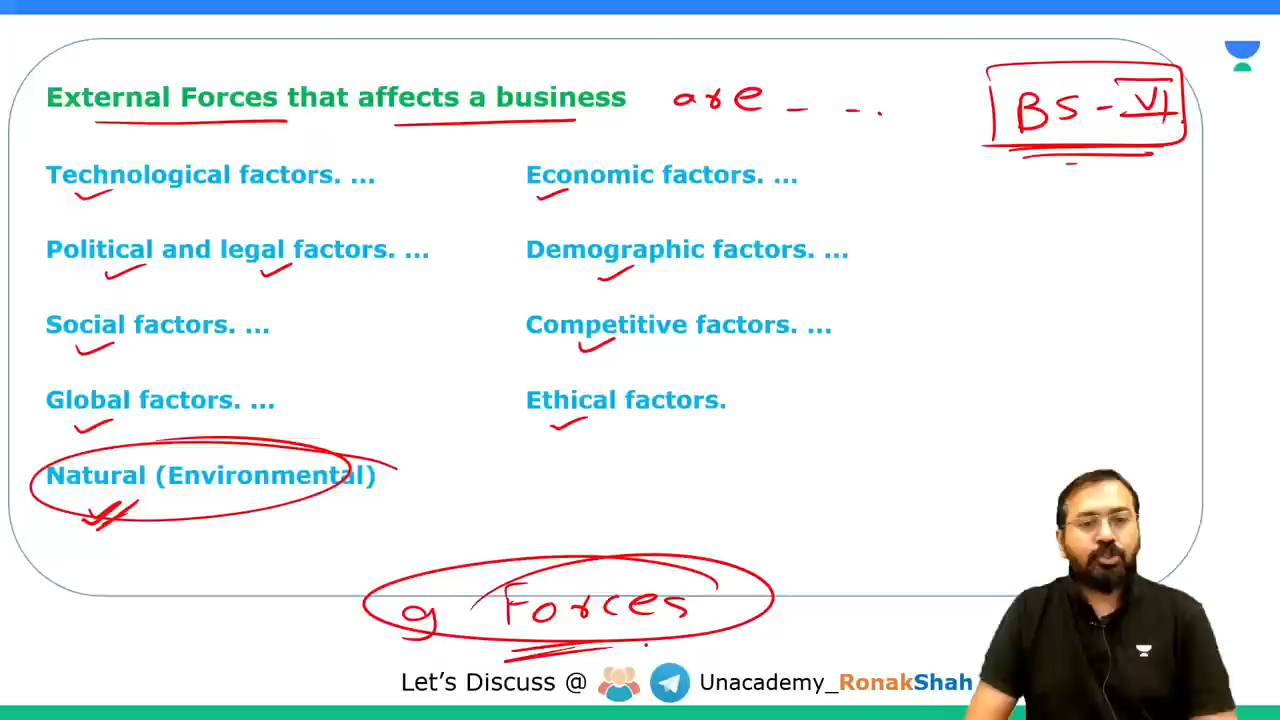 External Forces that affects a business are - - .
BS - VI
Technological factors. ...
Economic factors. ...
Political and legal factors. ...
Demographic factors. ...
Social factors. ...
Competitive factors. ...
Global factors. ...
Ethical factors.
Natural (Environmental)
9 Forces
Let’s Discuss @ Unacademy_RonakShah